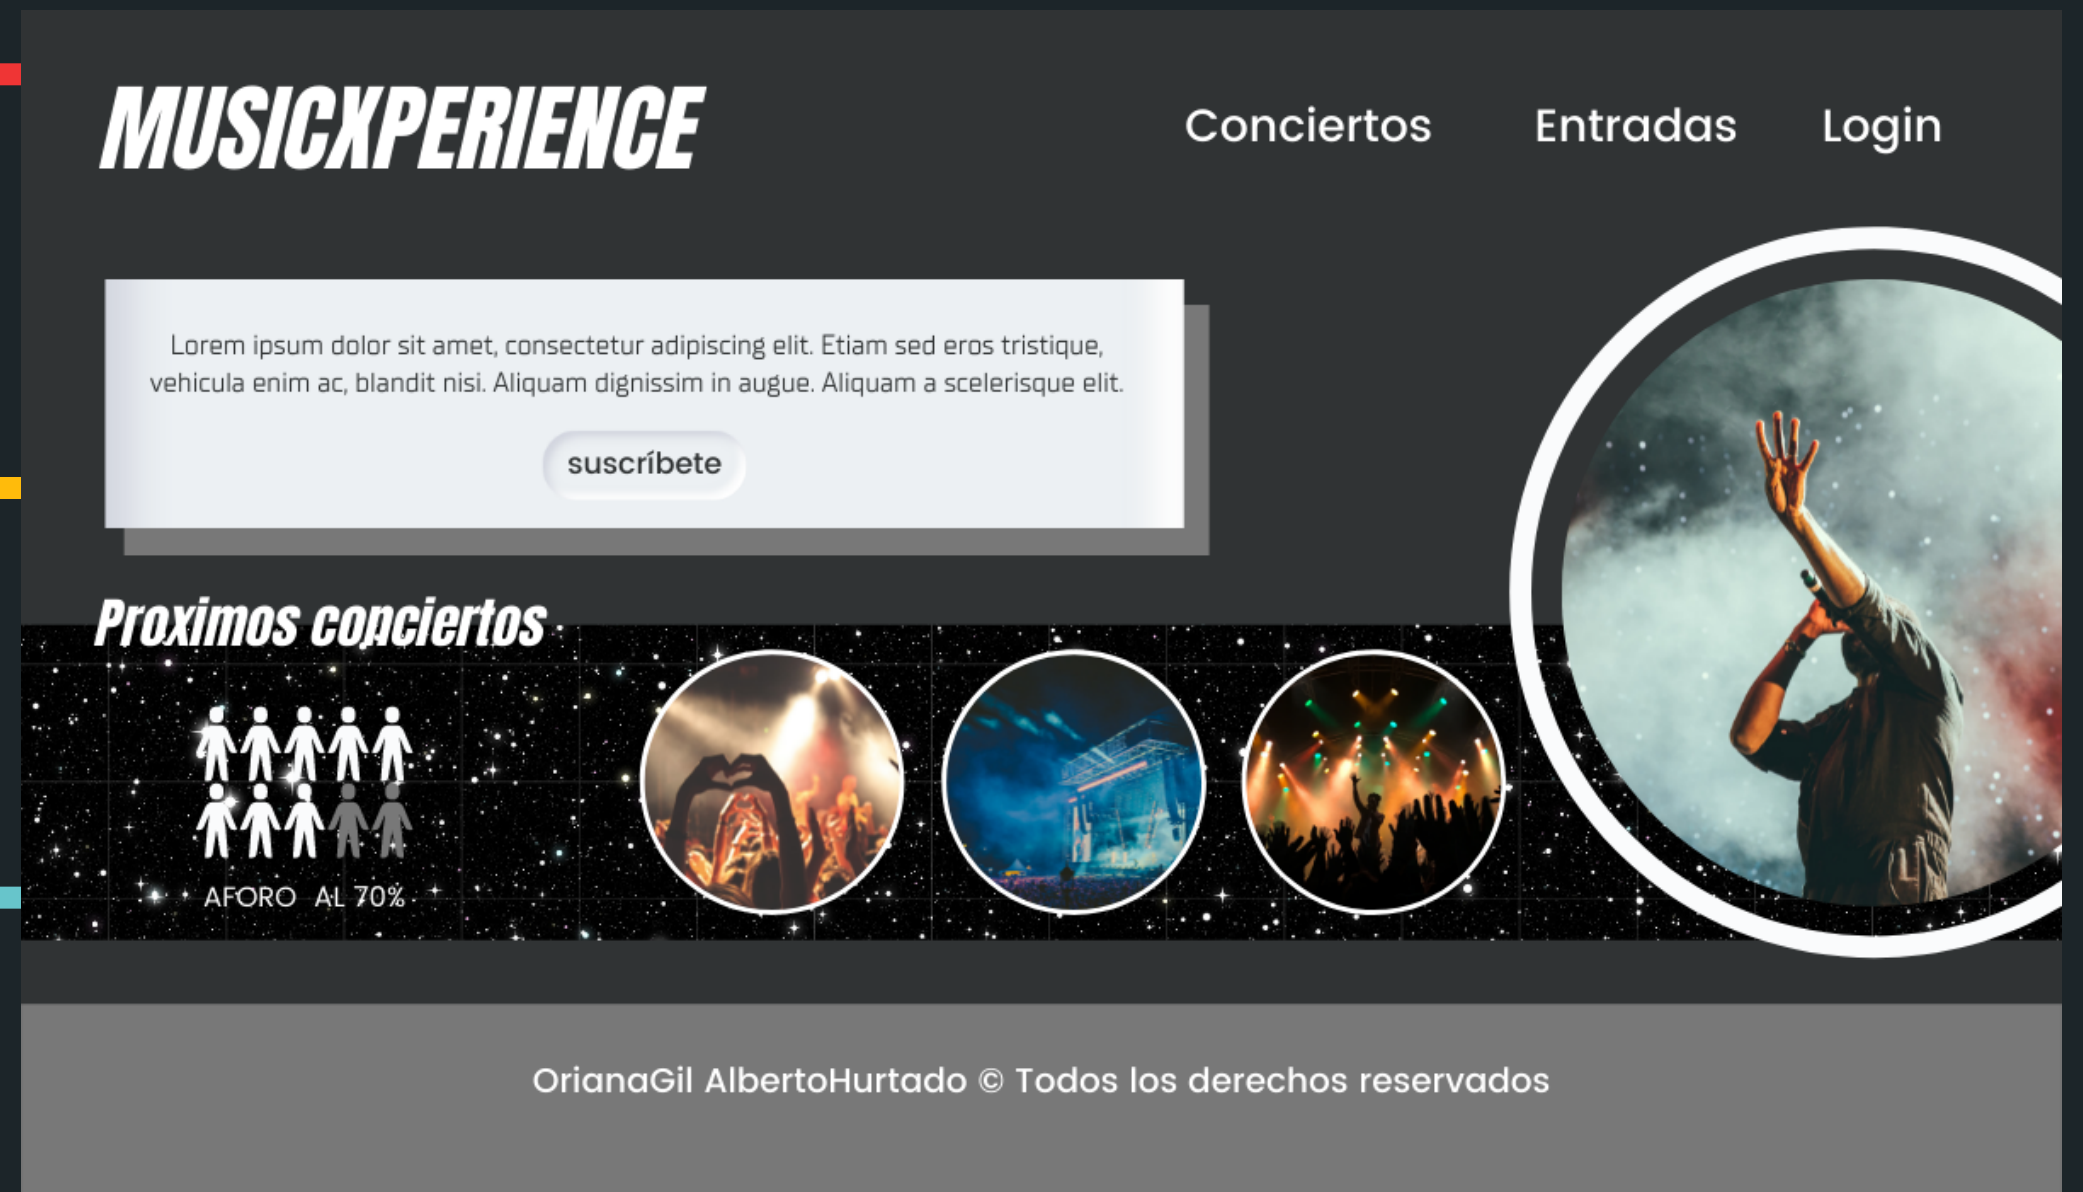 MUSICXPERIENCE
Conciertos Entradas Login
Lorem ipsum dolor sit amet, consectetur adipiscing elit. Etiam sed eros tristique,
vehicula enim ac, blandit nisi. Aliquam dignissim in augue. Aliquam a scelerisque elit.
suscríbete
Proximos conciertos
AFORO AL 70%
OrianaGil AlbertoHurtado © Todos los derechos reservados